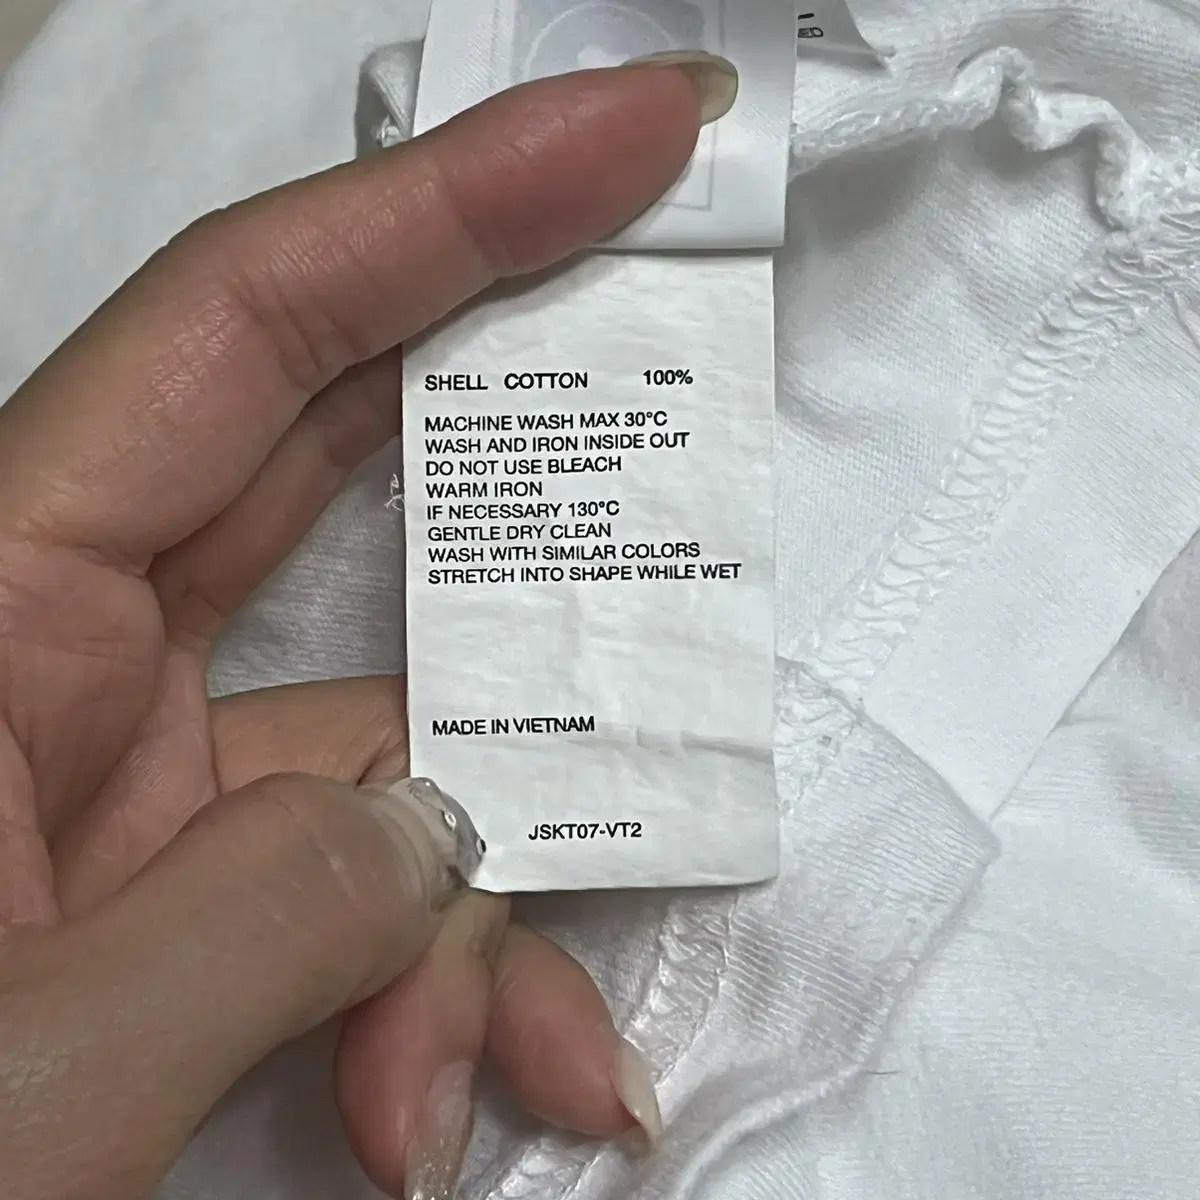 SHELL COTTON 100%
MACHINE WASH MAX 30°C
WASH AND IRON INSIDE OUT
DO NOT USE BLEACH
WARM IRON
IF NECESSARY 130°C
GENTLE DRY CLEAN
WASH WITH SIMILAR COLORS
STRETCH INTO SHAPE WHILE WET
MADE IN VIETNAM
JSKT07-VT2